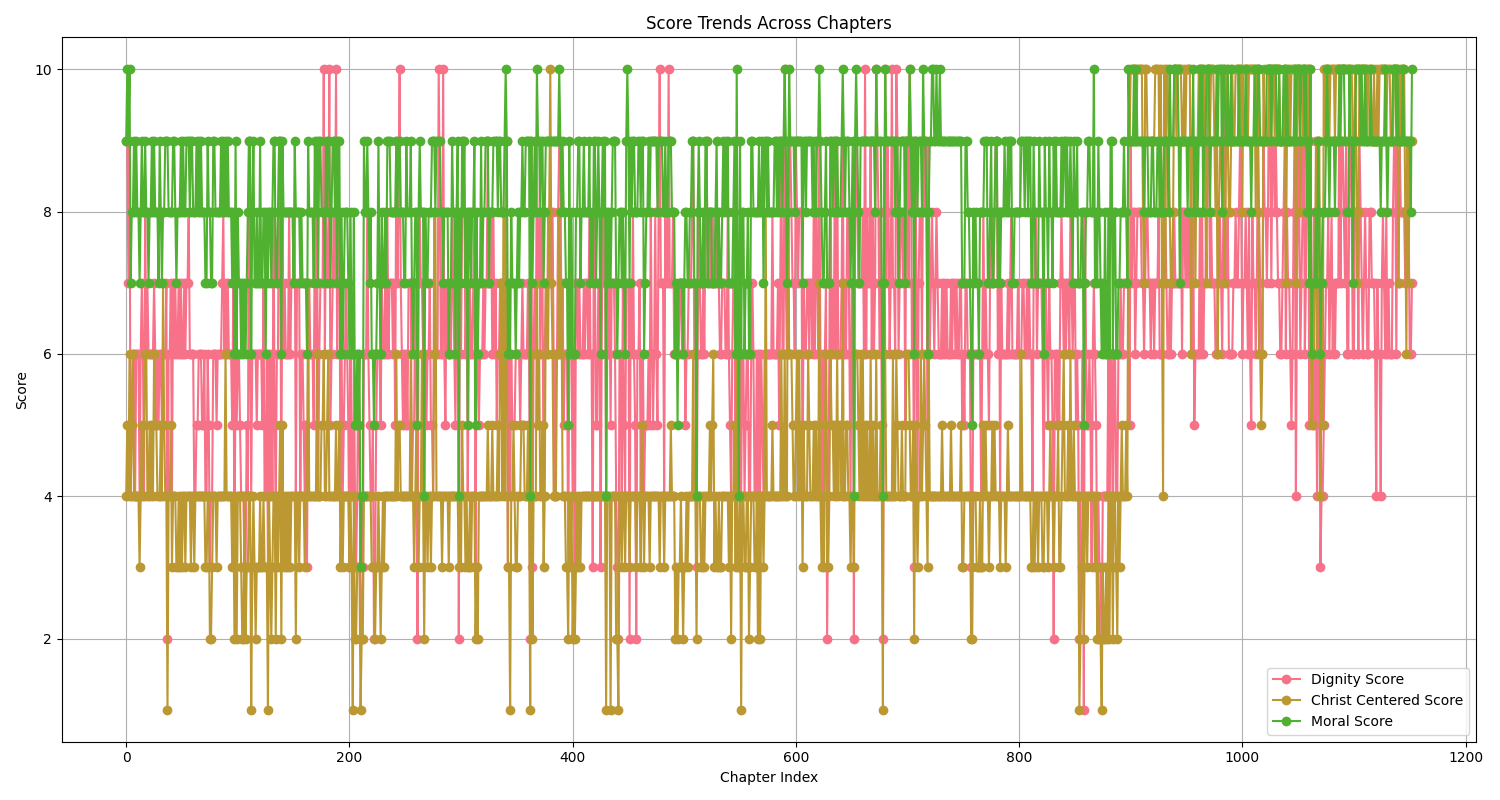 Score Trends Across Chapters
10
8
6
4
2
Score
0
200
400
600
800
1000
1200
Chapter Index
Dignity Score
Christ Centered Score
Moral Score